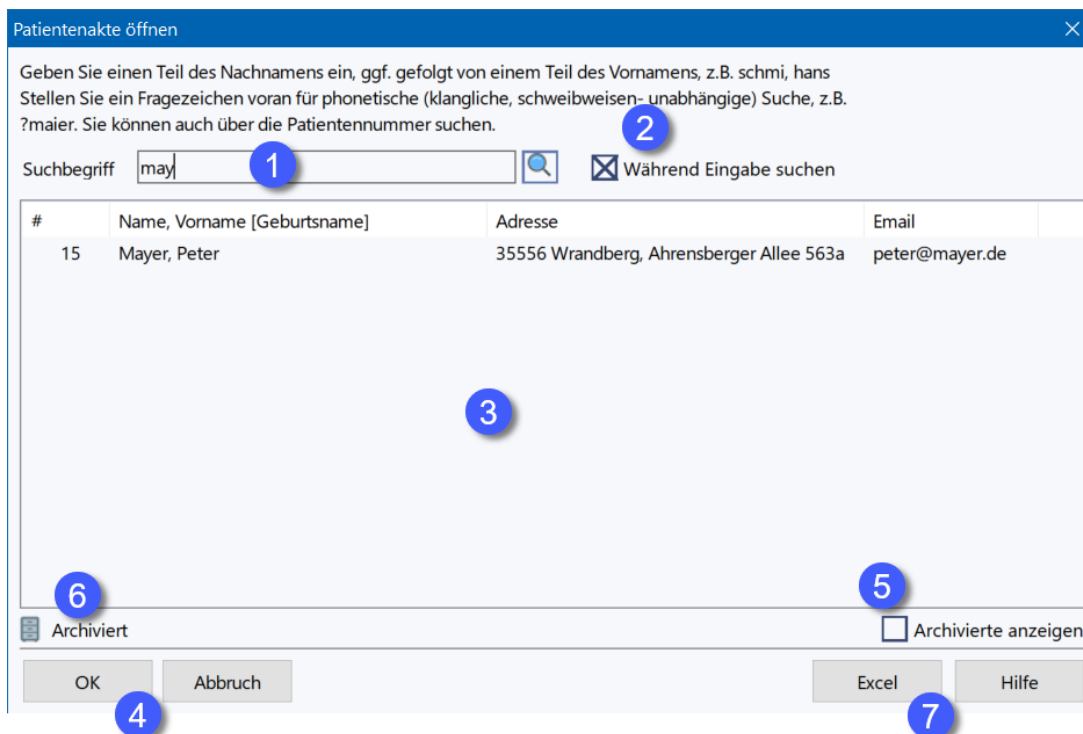 Patientenakte öffnen
Geben Sie einen Teil des Nachnamens ein, ggf. gefolgt von einem Teil des Vornamens, z.B. schmi, hans
Stellen Sie ein Fragezeichen voran für phonetische (klangliche, schweibweisen- unabhängige) Suche, z.B.
?maier. Sie können auch über die Patientennummer suchen.
2
Suchbegriff may 1 Während Eingabe suchen
# Name, Vorname [Geburtsname] Adresse Email
15 Mayer, Peter 35556 Wrandberg, Ahrensberger Allee 563a peter@mayer.de
3
6 5
Archiviert Archivierte anzeigen
OK Abbruch Excel Hilfe
4 7